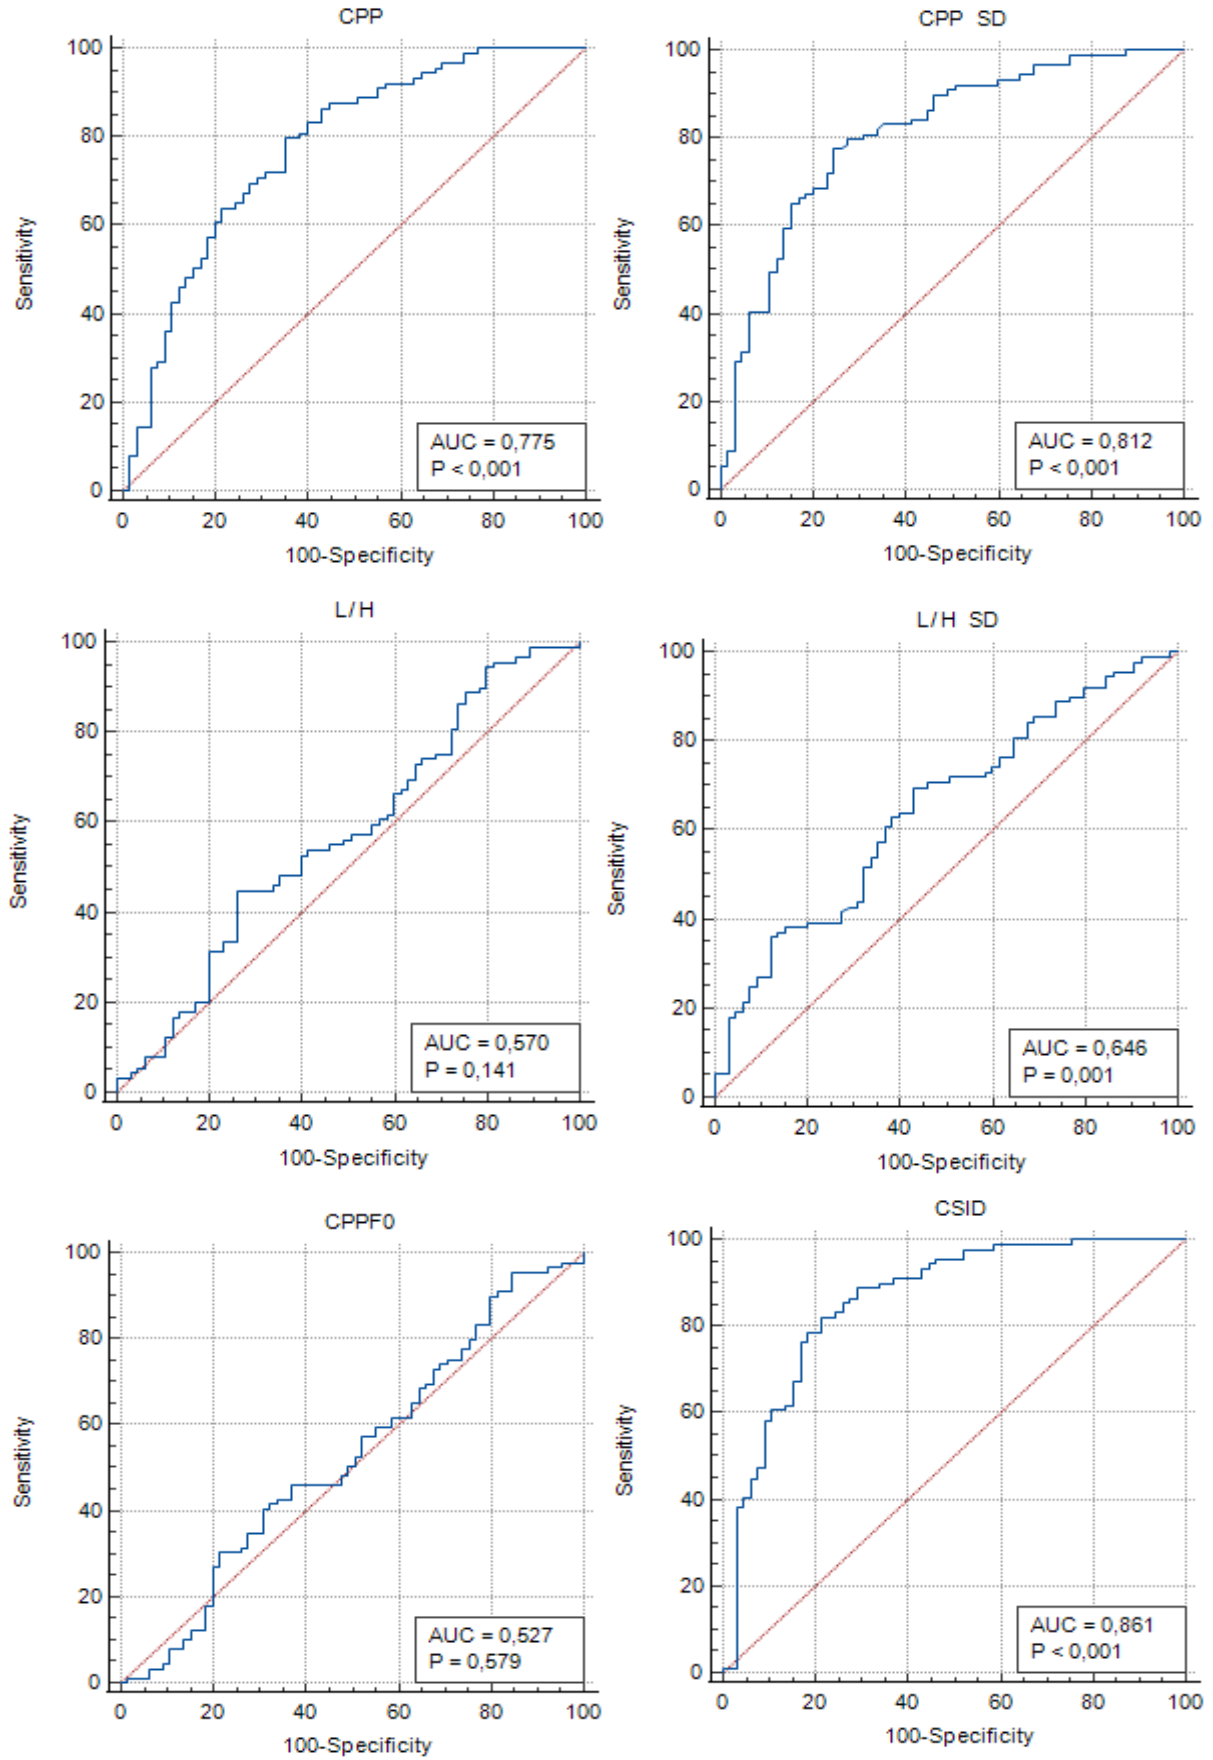 CPP
100
80
60
40
20
0
Sensitivity
AUC = 0,775
P < 0,001
0 20 40 60 80 100
100-Specificity
CPP SD
100
80
60
40
20
0
Sensitivity
AUC = 0,812
P < 0,001
0 20 40 60 80 100
100-Specificity
L/H
100
80
60
40
20
0
Sensitivity
AUC = 0,570
P = 0,141
0 20 40 60 80 100
100-Specificity
L/H SD
100
80
60
40
20
0
Sensitivity
AUC = 0,646
P = 0,001
0 20 40 60 80 100
100-Specificity
CPPF0
100
80
60
40
20
0
Sensitivity
AUC = 0,527
P = 0,579
0 20 40 60 80 100
100-Specificity
CSID
100
80
60
40
20
0
Sensitivity
AUC = 0,861
P < 0,001
0 20 40 60 80 100
100-Specificity